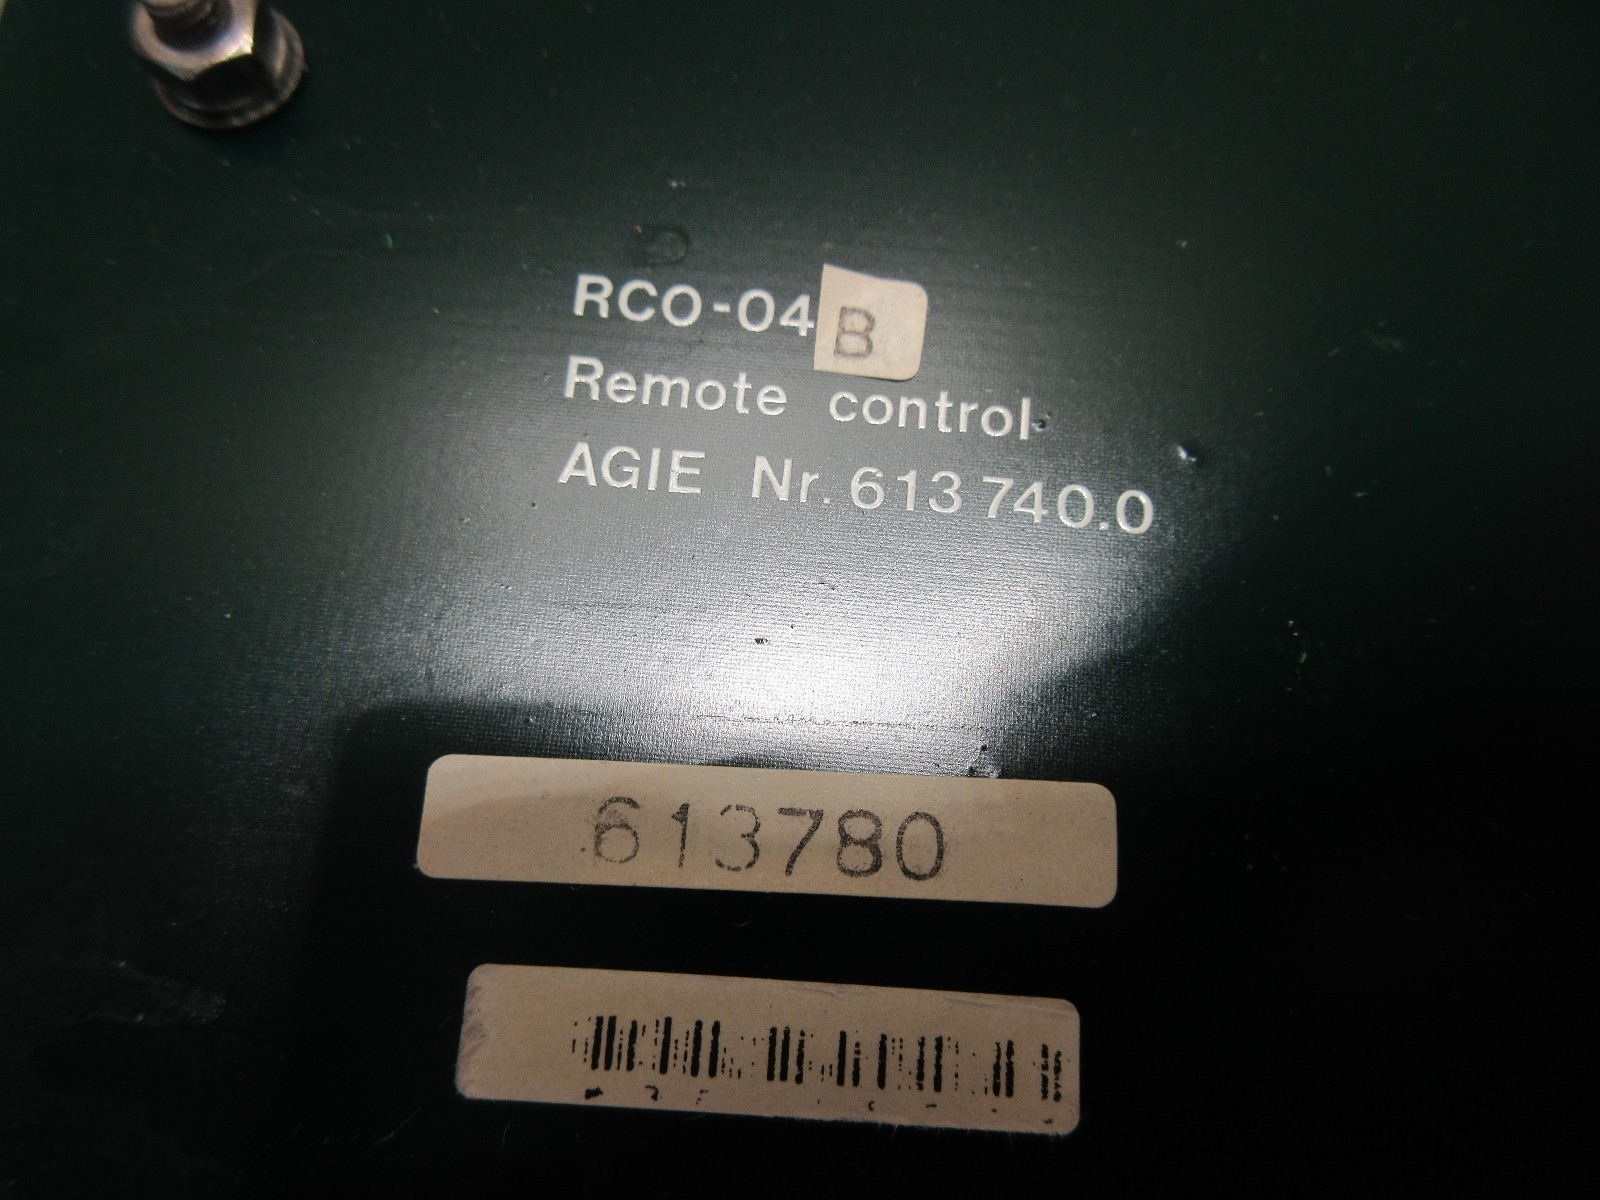 RCO-04 B
Remote control
AGIE Nr. 613 740.0
613780